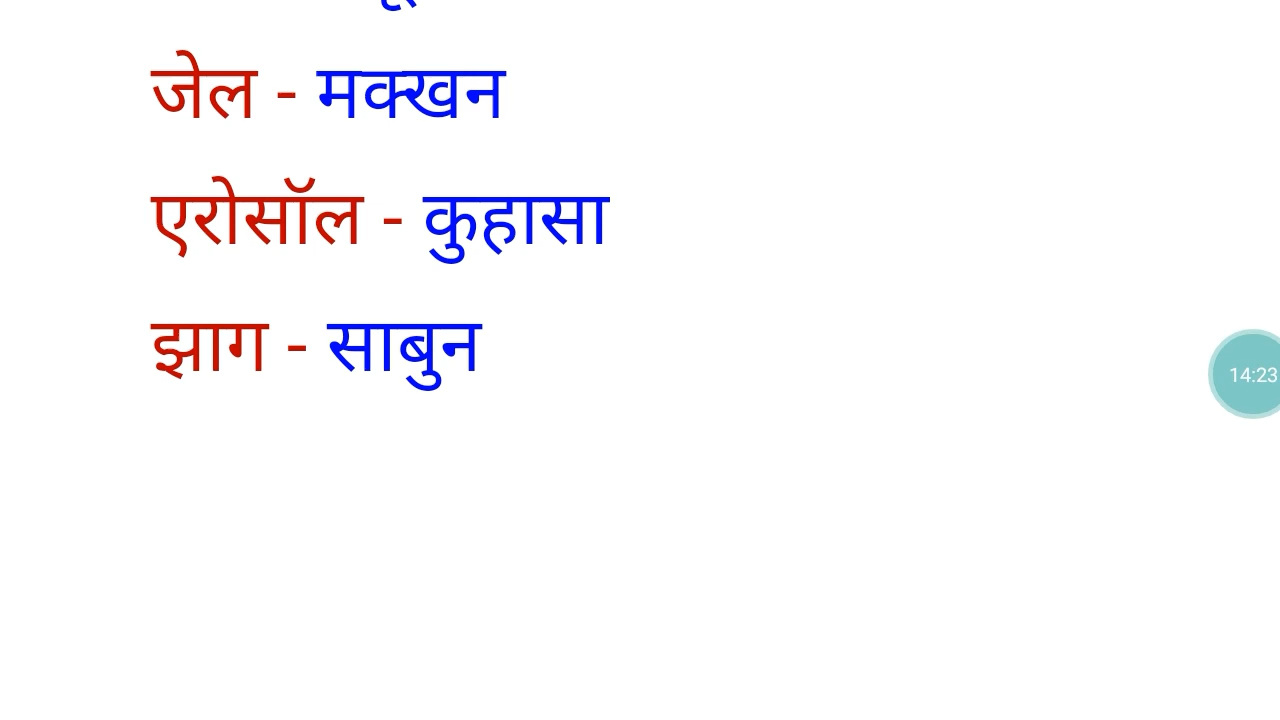 जेल - मक्खन
एरोसॉल - कुहासा
झाग - साबुन
14:23